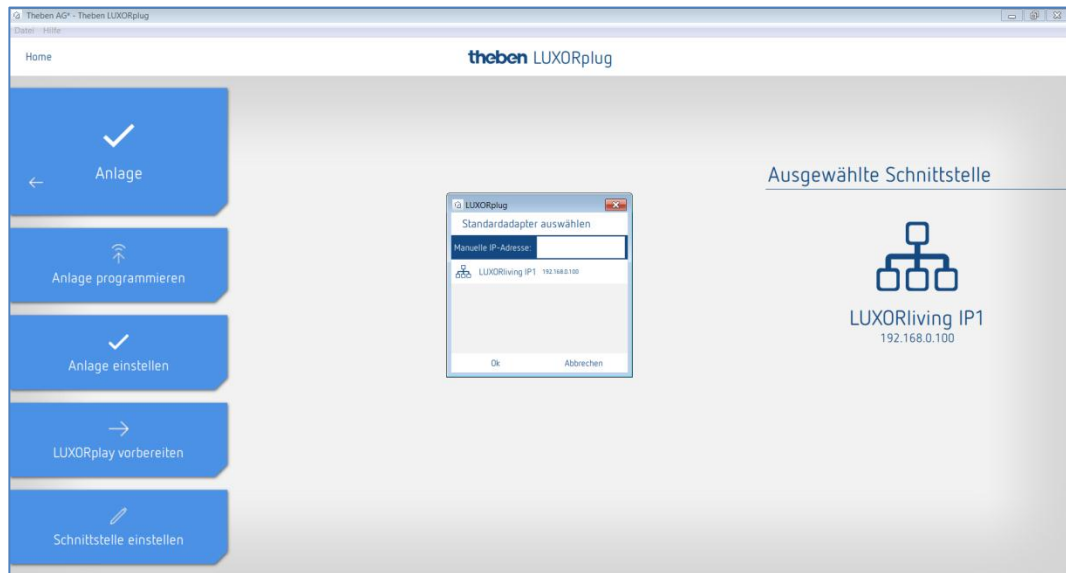 Theben AG* - Theben LUXORplug
Datei Hilfe
Home
theben LUXORplug
Anlage
Anlage programmieren
Anlage einstellen
LUXORplay vorbereiten
Schnittstelle einstellen
LUXORplug
Standardadapter auswählen
Manuelle IP-Adresse:
LUXORliving IP1 192.168.0.100
Ok Abbrechen
Ausgewählte Schnittstelle
LUXORliving IP1
192.168.0.100